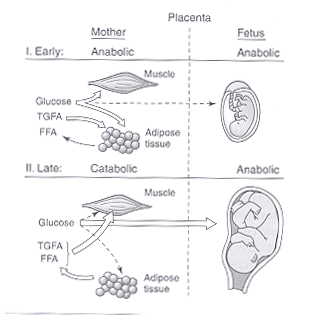 Placenta
Mother Fetus
I. Early: Anabolic Anabolic
Muscle
Glucose
TGFA
FFA
Adipose
tissue
II. Late: Catabolic Anabolic
Muscle
Glucose
TGFA
FFA
Adipose
tissue